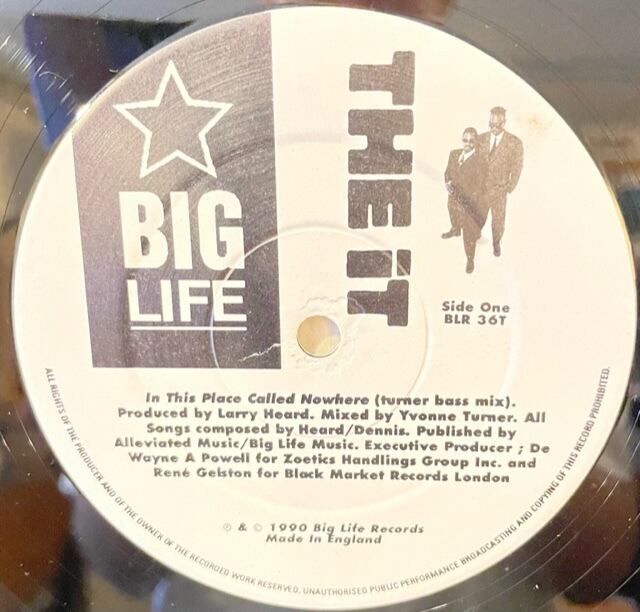 BIG
LIFE
THE iT
Side One
BLR 36T
In This Place Called Nowhere (turner bass mix).
Produced by Larry Heard. Mixed by Yvonne Turner. All
Songs composed by Heard/Dennis. Published by
Alleviated Music/Big Life Music. Executive Producer ; De
Wayne A Powell for Zoetics Handlings Group Inc. and
René Gelston for Black Market Records London
℗ & © 1990 Big Life Records
Made In England
ALL RIGHTS OF THE PRODUCER AND OF THE OWNER OF THE RECORDED WORK RESERVED. UNAUTHORISED PUBLIC PERFORMANCE BROADCASTING AND COPYING OF THIS RECORD PROHIBITED.